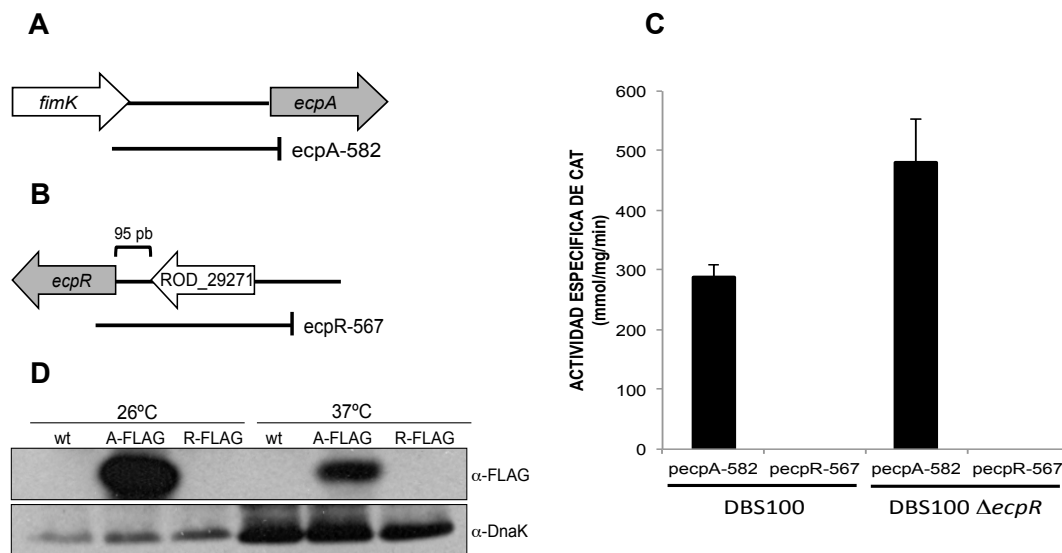 A
fimK
ecpA
ecpA-582
B
95 pb
ecpR
ROD_29271
ecpR-567
C
ACTIVIDAD ESPECIFICA DE CAT
(mmol/mg/min)
600
500
400
300
200
100
0
pecpA-582 pecpR-567 pecpA-582 pecpR-567
DBS100 DBS100 ΔecpR
D
26ºC 37ºC
wt A-FLAG R-FLAG wt A-FLAG R-FLAG
α-FLAG
α-DnaK